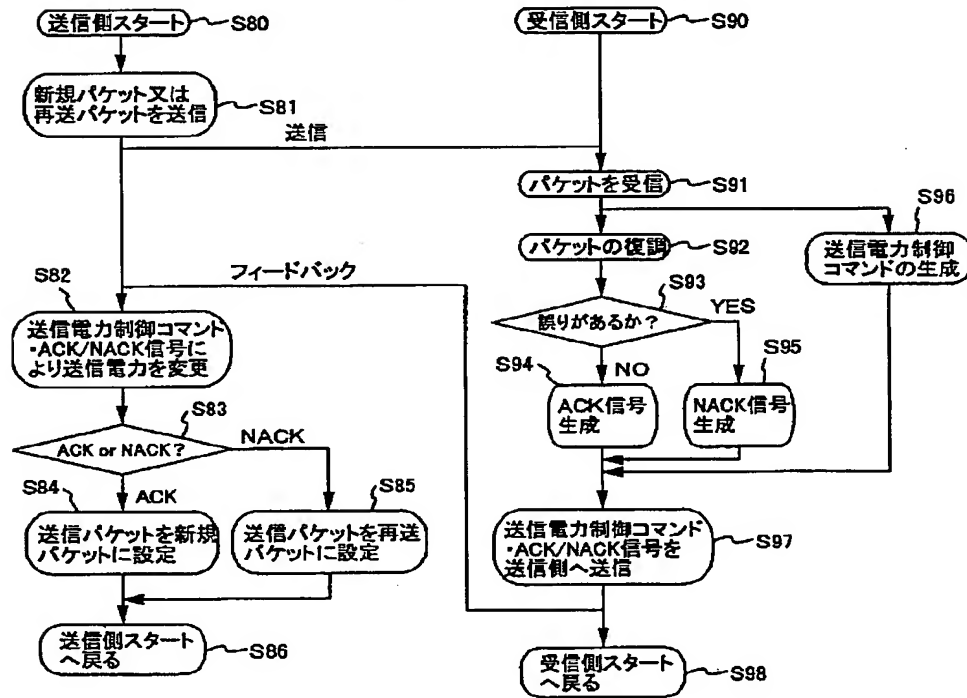 送信側スタート
S80
新規パケット又は
再送パケットを送信
S81
送信
フィードバック
S82
送信電力制御コマンド
・ACK/NACK信号に
より送信電力を変更
S83
ACK or NACK?
NACK
ACK
S84
送信パケットを新規
パケットに設定
S85
送信パケットを再送
パケットに設定
送信側スタート
へ戻る
S86
受信側スタート
S90
パケットを受信
S91
パケットの復調
S92
S96
送信電力制御
コマンドの生成
S93
誤りがあるか?
YES
NO
S94
ACK信号
生成
S95
NACK信号
生成
送信電力制御コマンド
・ACK/NACK信号を
送信側へ送信
S97
受信側スタート
へ戻る
S98